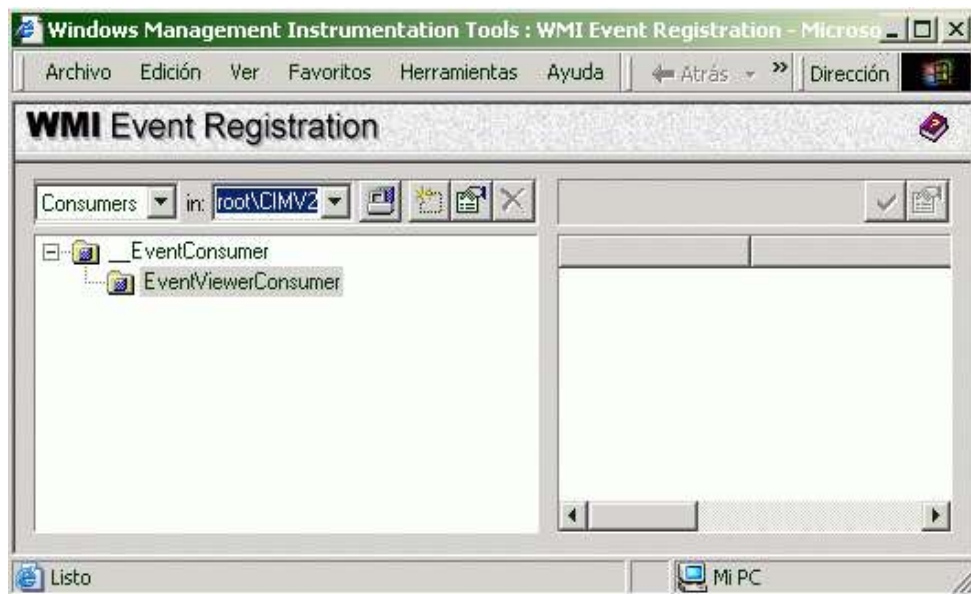 Windows Management Instrumentation Tools : WMI Event Registration - Microso
Archivo Edición Ver Favoritos Herramientas Ayuda Atrás » Dirección
WMI Event Registration
Consumers in: root\CIMV2
__EventConsumer
EventViewerConsumer
Listo Mi PC